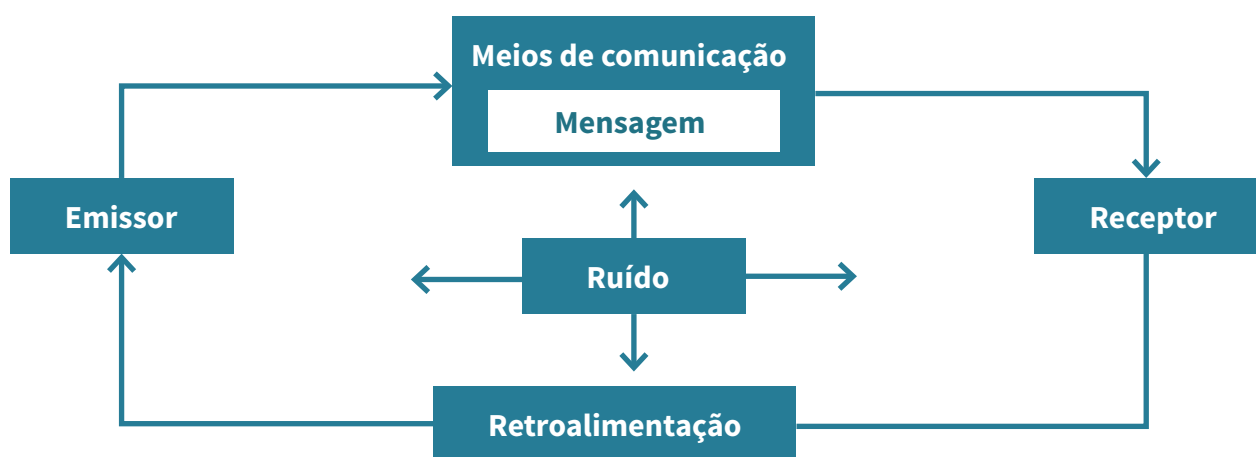 Meios de comunicação
Mensagem
Emissor
Receptor
Ruído
Retroalimentação